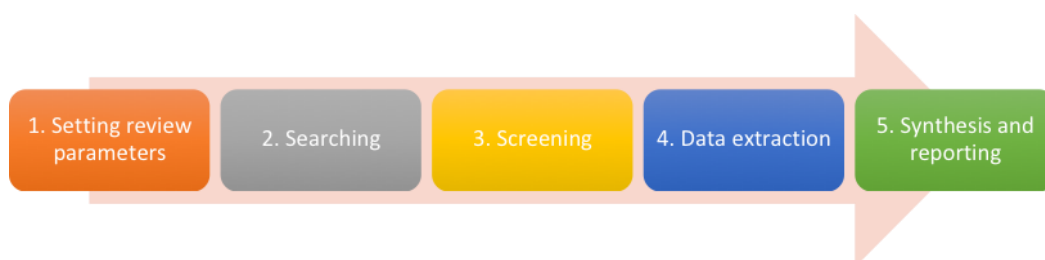 1. Setting review
parameters
2. Searching
3. Screening
4. Data extraction
5. Synthesis and
reporting